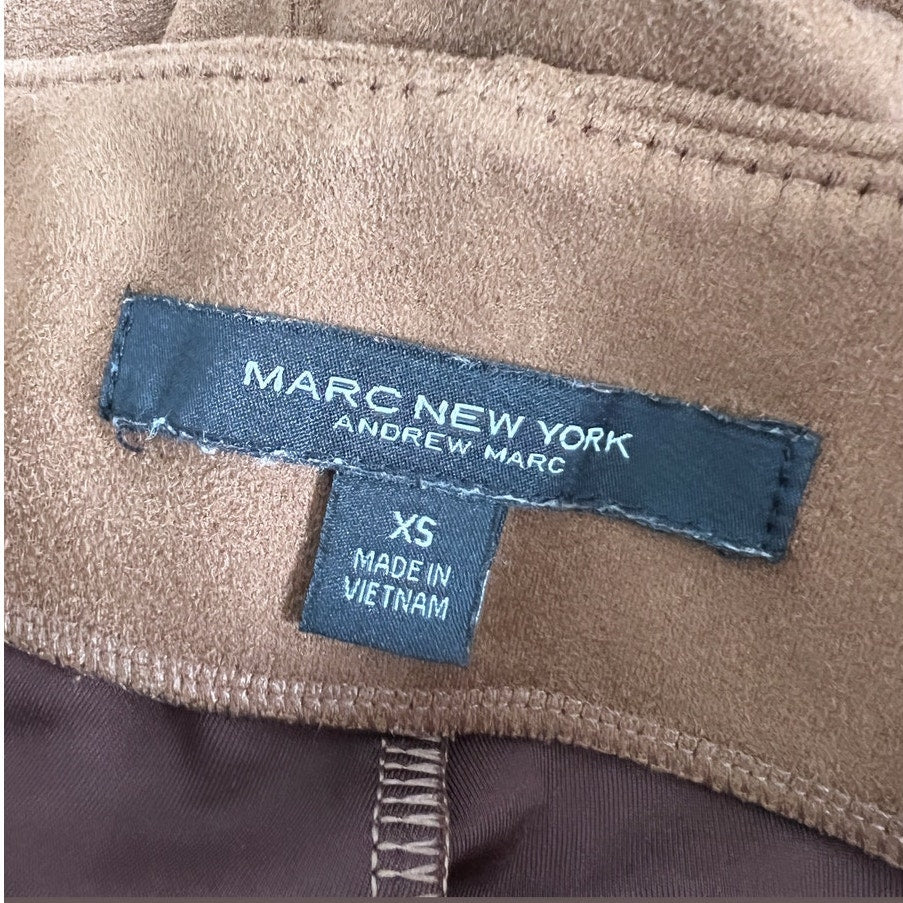 MARC NEW YORK
ANDREW MARC
XS
MADE IN
VIETNAM